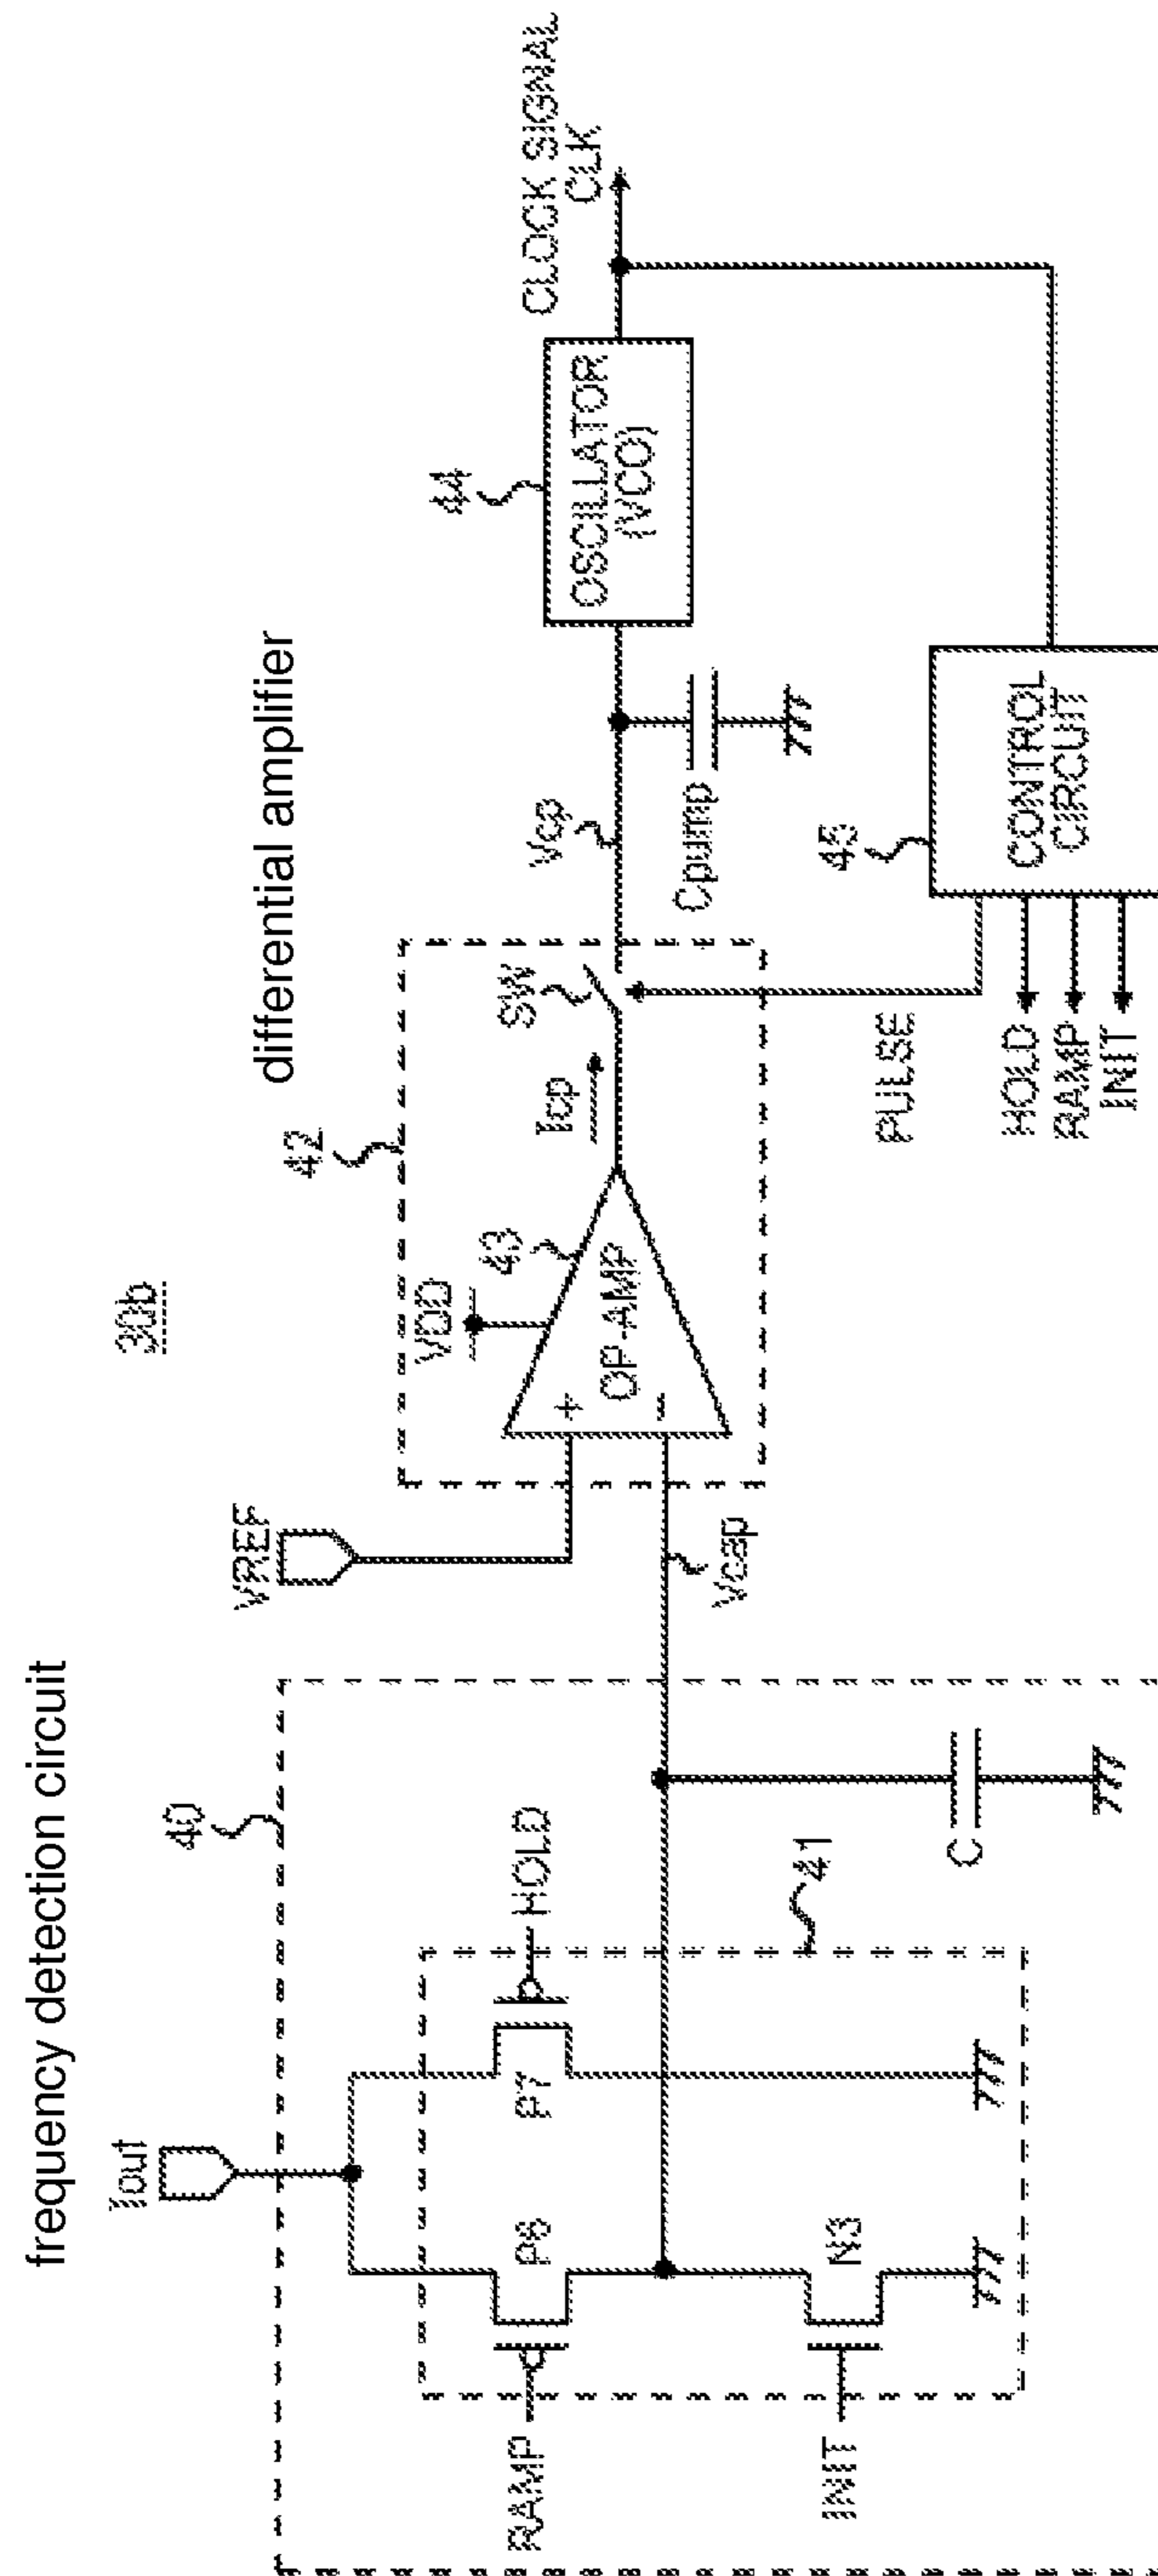 frequency detection circuit
differential amplifier
30b
Iout
40
VREF
42
VDD
43
+
OP-AMP
-
Icp
SW
Vcp
44
OSCILLATOR
(VCO)
CLOCK SIGNAL
CLK
Cpump
Vcap
RAMP
P6
P7
HOLD
41
N3
INIT
C
PULSE
HOLD
RAMP
INIT
45
CONTROL
CIRCUIT